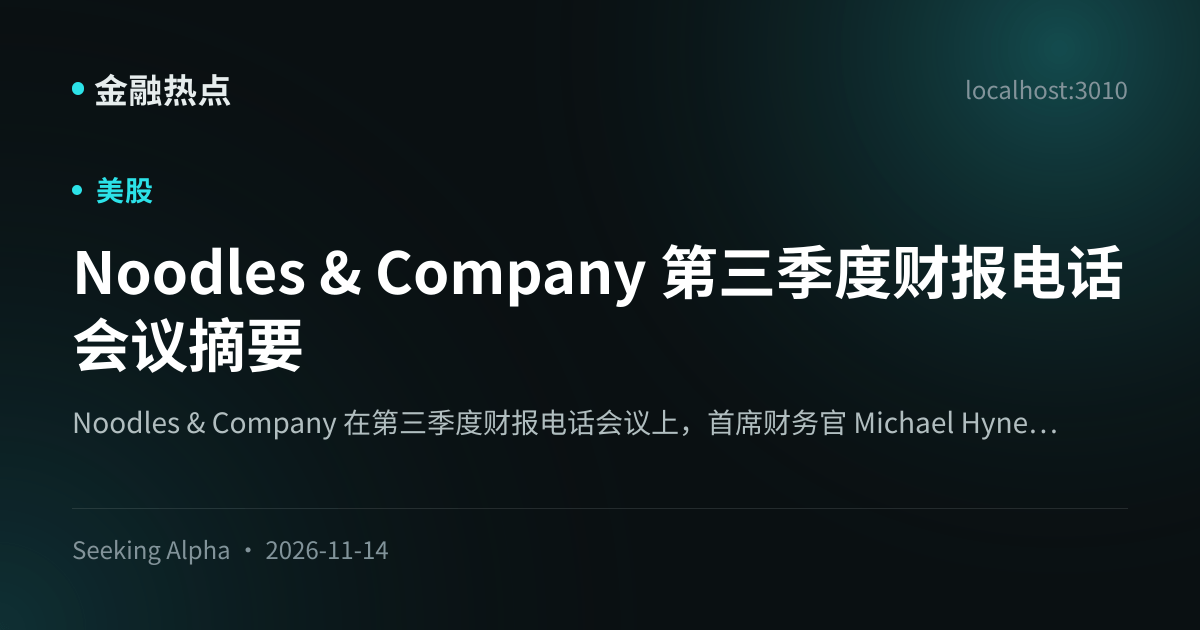 金融热点
localhost:3010
美股
Noodles & Company 第三季度财报电话
会议摘要
Noodles & Company 在第三季度财报电话会议上，首席财务官 Michael Hyne…
Seeking Alpha · 2026-11-14